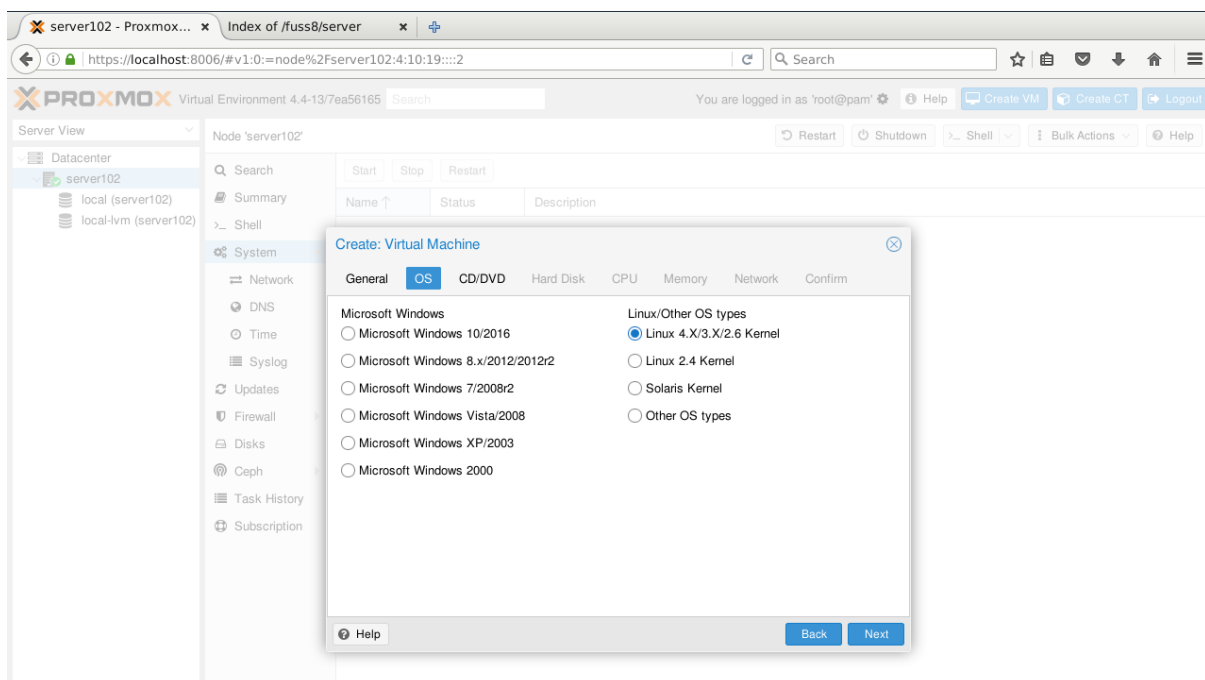 server102 - Proxmox... × Index of /fuss8/server ×
https://localhost:8006/#v1:0:=node%2Fserver102:4:10:19::::2 Search
PROXMOX Virtual Environment 4.4-13/7ea56165 Search You are logged in as 'root@pam' Help Create VM Create CT Logout
Server View
Node 'server102' Restart Shutdown >_ Shell Bulk Actions Help
Datacenter
server102
local (server102)
local-lvm (server102)
Search
Summary
>_ Shell
System
Network
DNS
Time
Syslog
Updates
Firewall
Disks
Ceph
Task History
Subscription
Start Stop Restart
Name ↑ Status Description
Create: Virtual Machine
General OS CD/DVD Hard Disk CPU Memory Network Confirm
Microsoft Windows
Microsoft Windows 10/2016
Microsoft Windows 8.x/2012/2012r2
Microsoft Windows 7/2008r2
Microsoft Windows Vista/2008
Microsoft Windows XP/2003
Microsoft Windows 2000
Linux/Other OS types
Linux 4.X/3.X/2.6 Kernel
Linux 2.4 Kernel
Solaris Kernel
Other OS types
Help Back Next